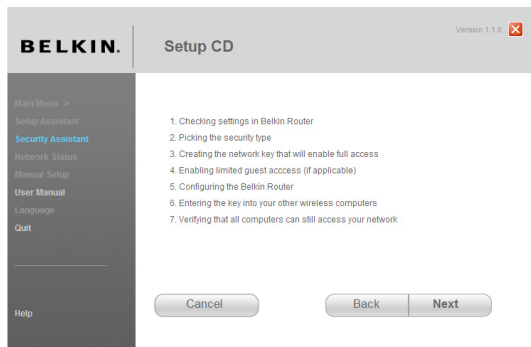 BELKIN.
Setup CD
Version 1.1.0
Main Menu >
Setup Assistant
Security Assistant
Network Status
Manual Setup
User Manual
Language
Quit
Help
1. Checking settings in Belkin Router
2. Picking the security type
3. Creating the network key that will enable full access
4. Enabling limited guest acccess (if applicable)
5. Configuring the Belkin Router
6. Entering the key into your other wireless computers
7. Verifying that all computers can still access your network
Cancel
Back
Next